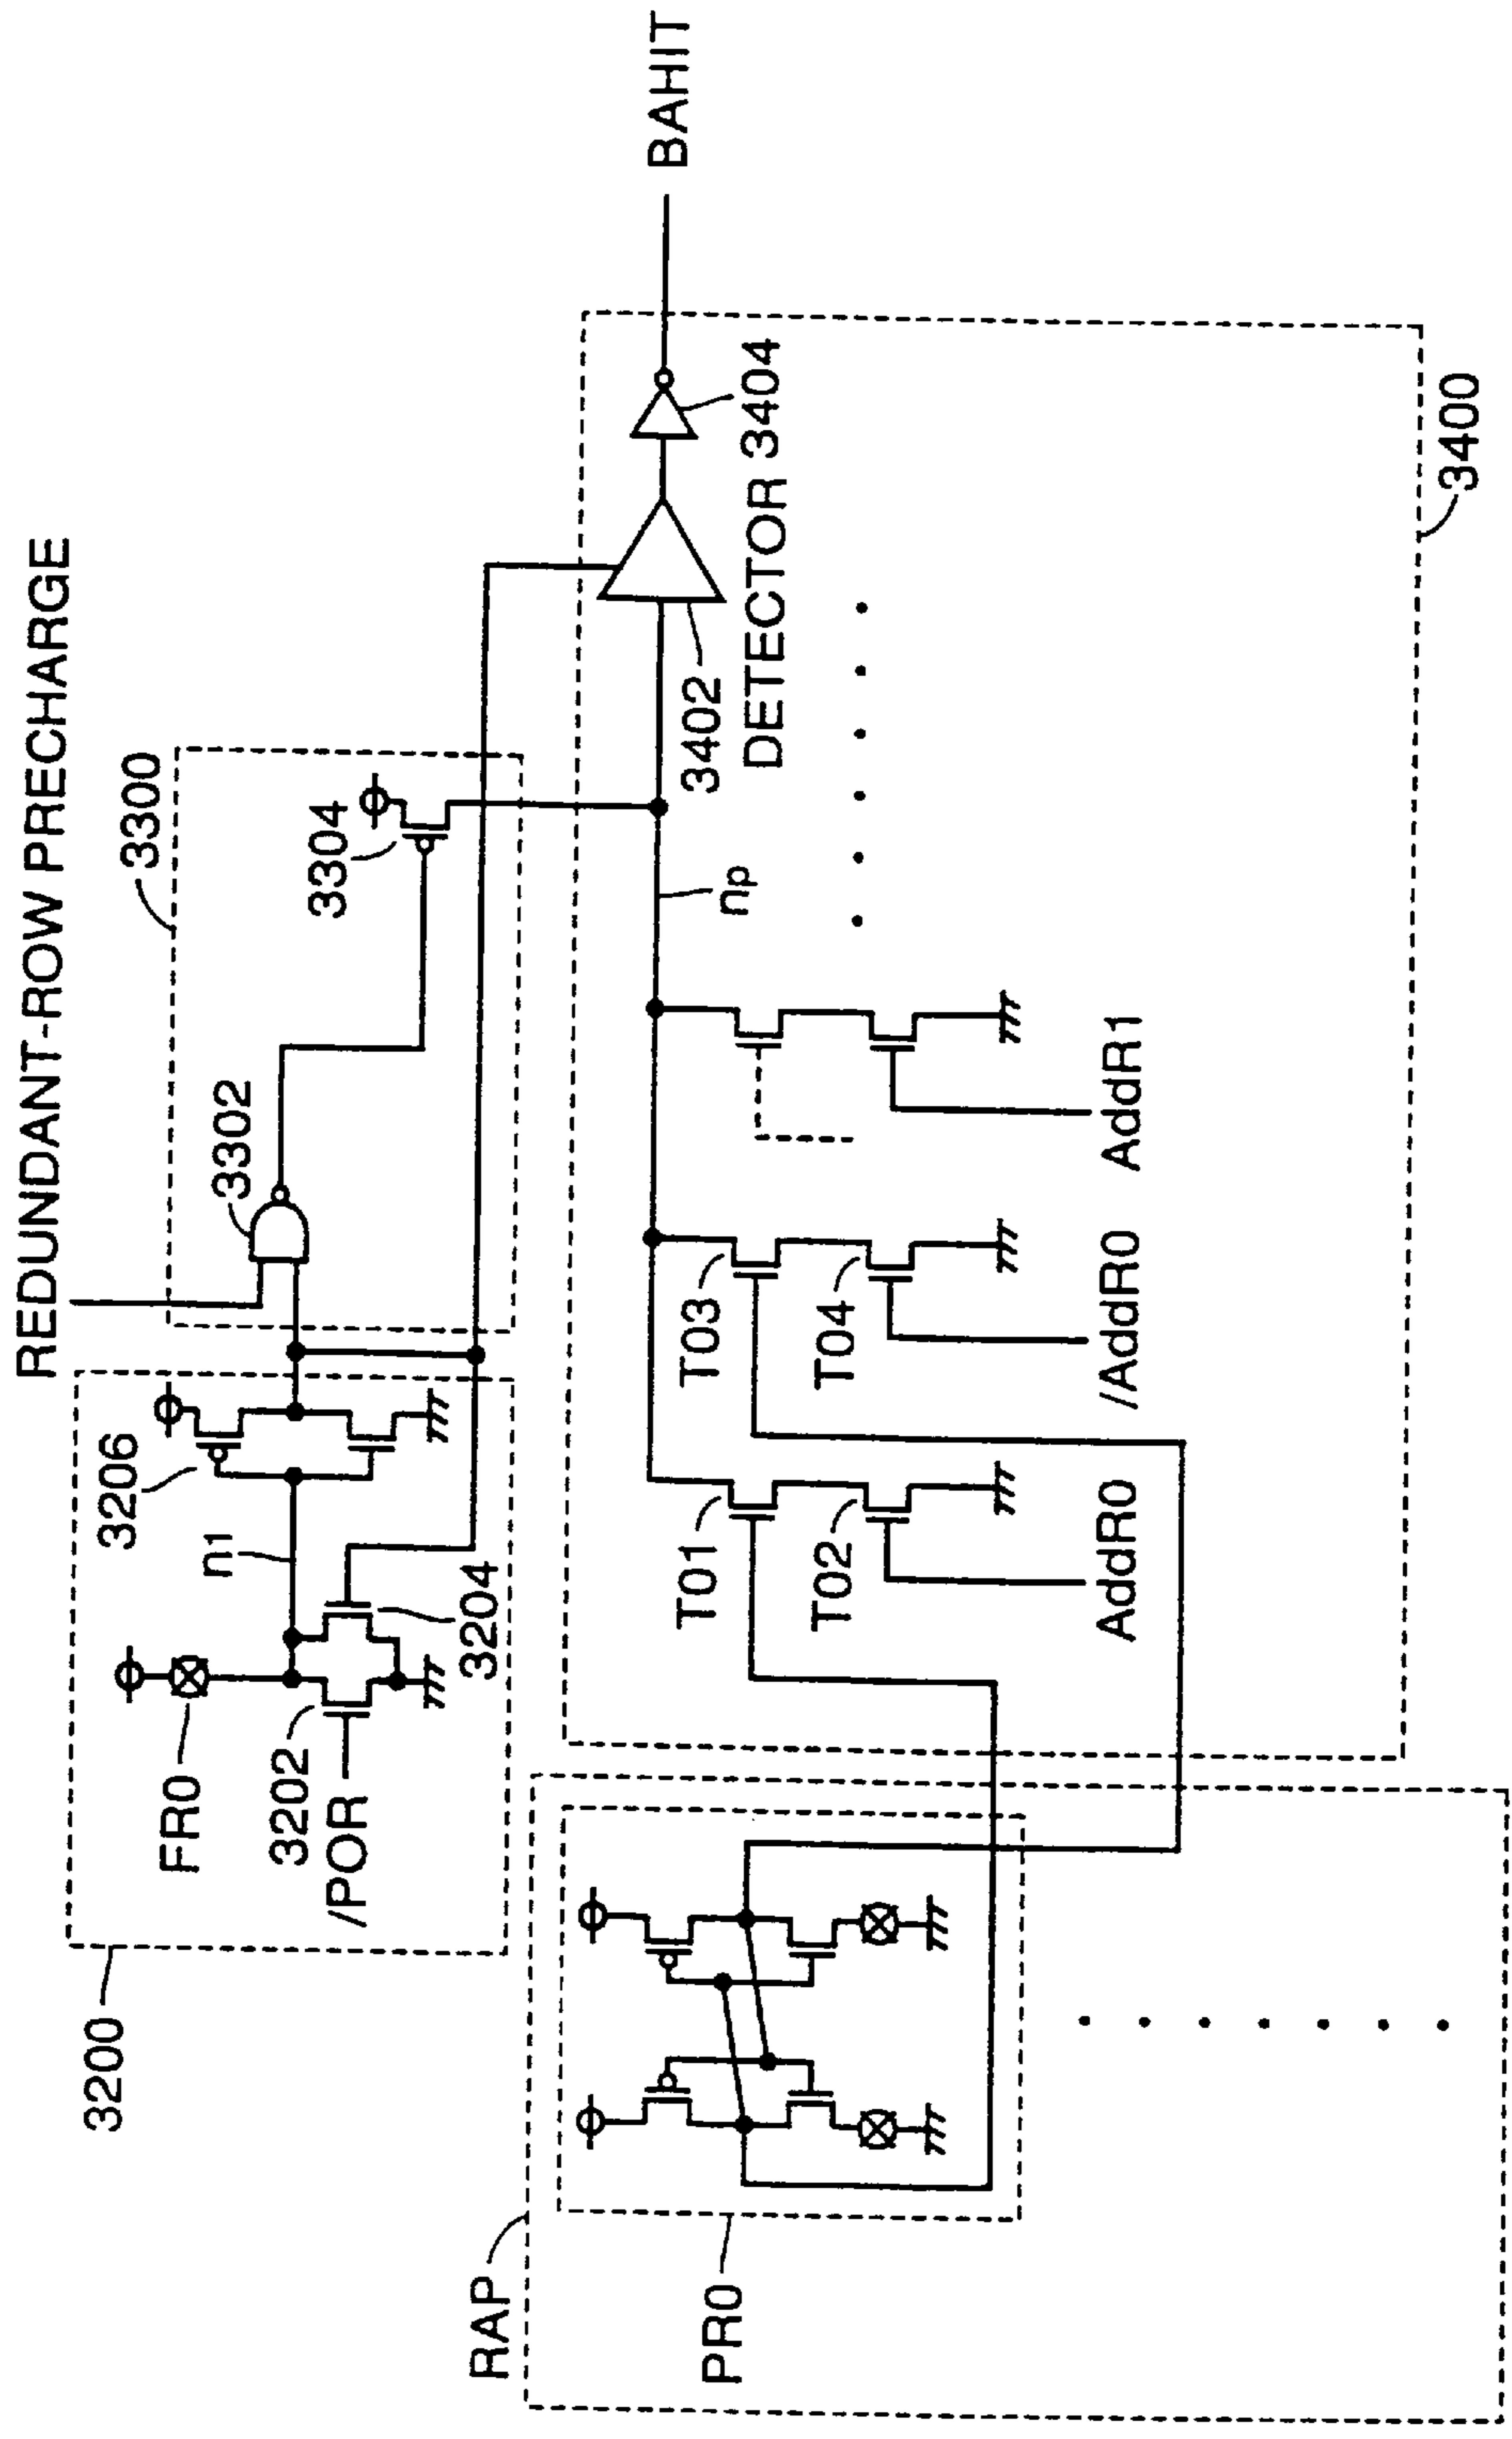 REDUNDANT-ROW PRECHARGE
3200
FR0
3202
/POR
n1
3206
3204
3302
3300
3304
BAHIT
RAP
PR0
T01
T02
AddR0
T03
T04
/AddR0
AddR1
np
3402
DETECTOR 3404
3400